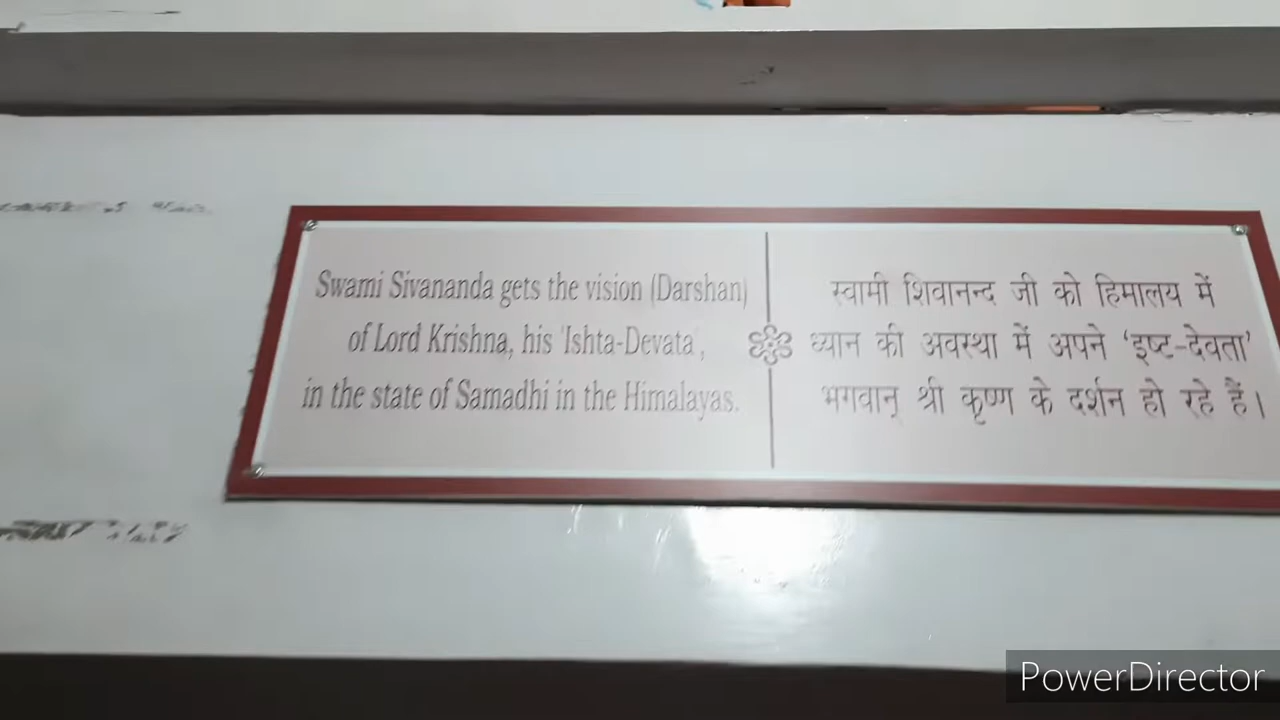 Swami Sivananda gets the vision (Darshan)
of Lord Krishna, his 'Ishta-Devata',
in the state of Samadhi in the Himalayas.
स्वामी शिवानन्द जी को हिमालय में
ध्यान की अवस्था में अपने ‘इष्ट-देवता’
भगवान् श्री कृष्ण के दर्शन हो रहे हैं।
PowerDirector